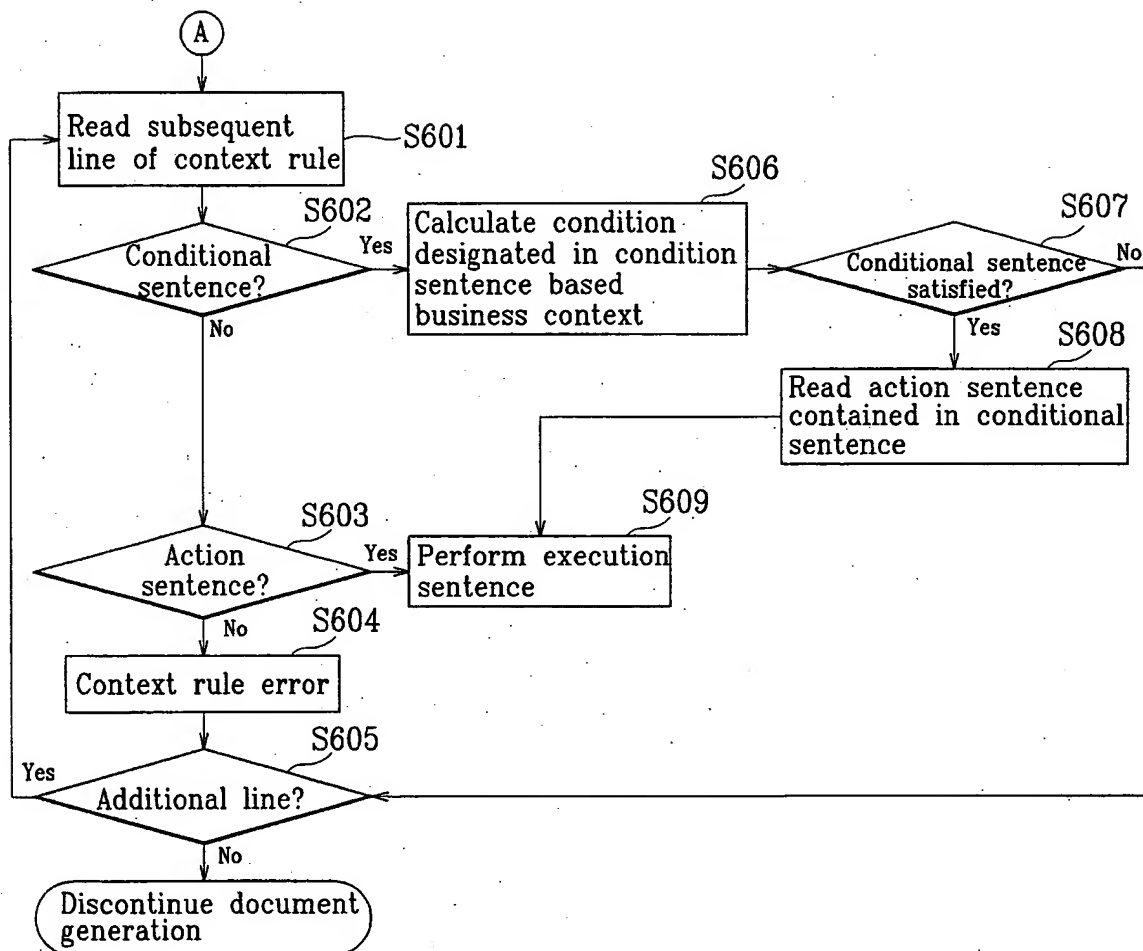 A
Read subsequent
line of context rule
S601
S602
Conditional
sentence?
Yes
No
S606
Calculate condition
designated in condition
sentence based
business context
S607
Conditional sentence
satisfied?
No
Yes
S608
Read action sentence
contained in conditional
sentence
S603
Action
sentence?
Yes
No
S609
Perform execution
sentence
S604
Context rule error
S605
Additional line?
Yes
No
Discontinue document
generation